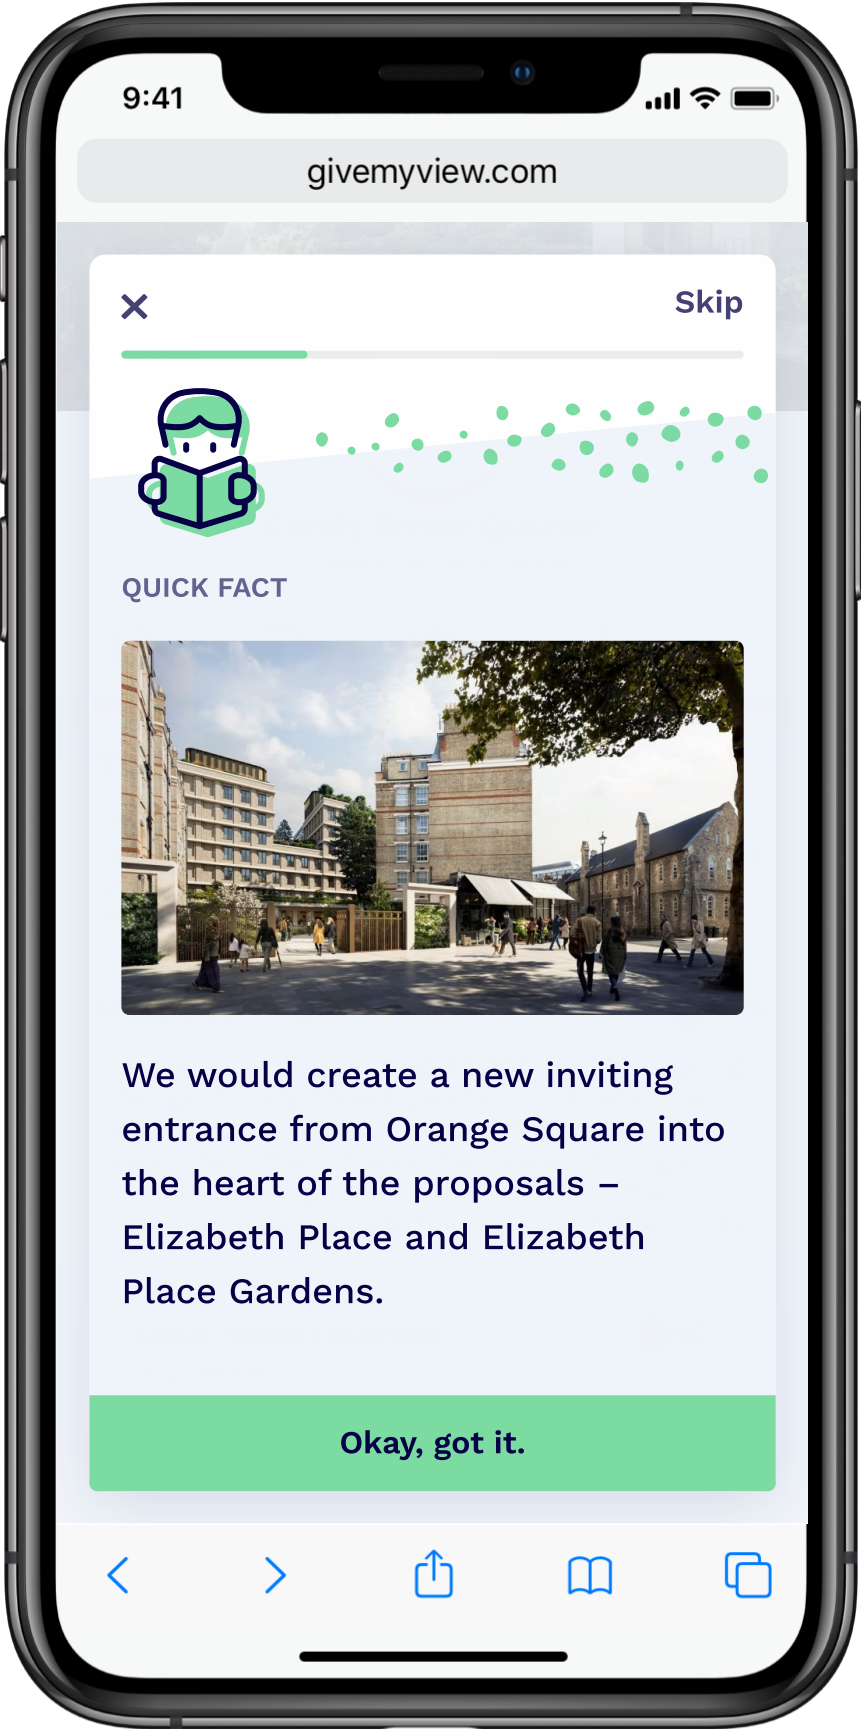 9:41
givemyview.com
Skip
QUICK FACT
We would create a new inviting
entrance from Orange Square into
the heart of the proposals –
Elizabeth Place and Elizabeth
Place Gardens.
Okay, got it.